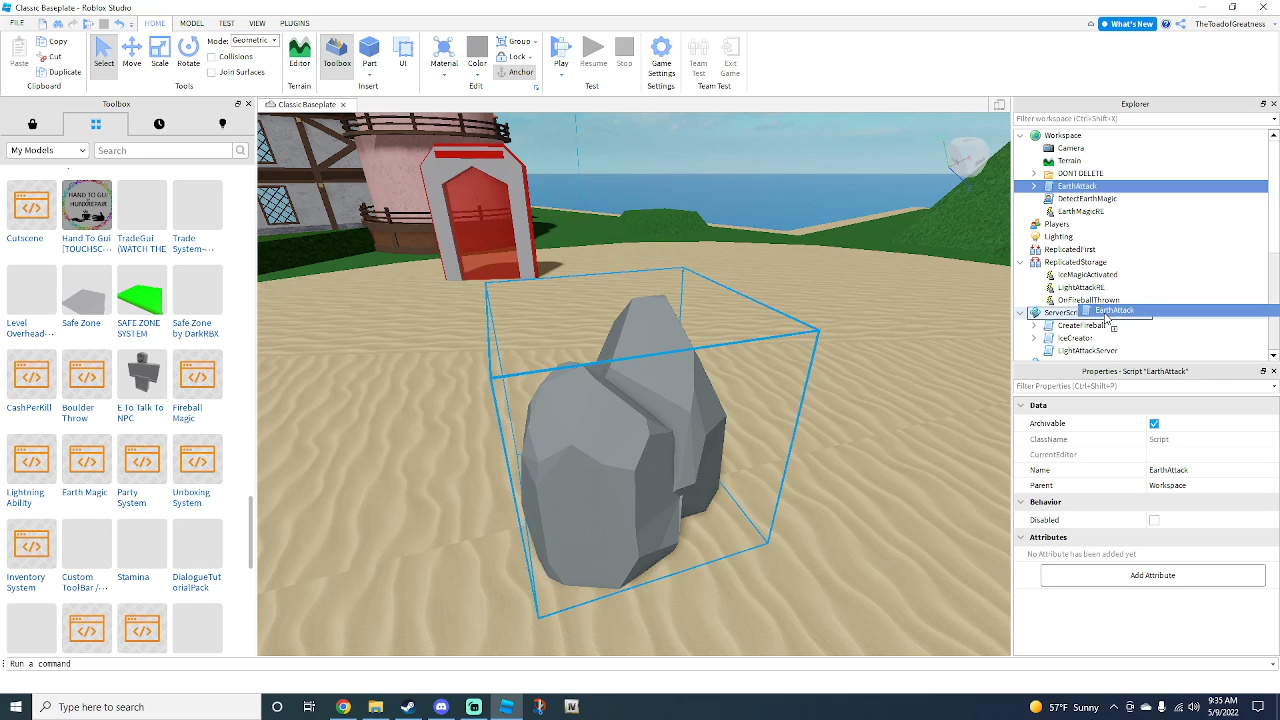 Classic Baseplate - Roblox Studio
FILE HOME MODEL TEST VIEW PLUGINS What's New TheToadofGreatness
Paste Copy Cut Duplicate Clipboard
Select Move Scale Rotate Mode: Geometric Collisions Join Surfaces Tools
Editor Terrain
Toolbox Part UI Insert
Material Color Group Lock Anchor Edit
Play Resume Stop Test
Game Settings Settings
Team Test Exit Game Team Test
Toolbox
My Models Search
Cutscene
Hand To Gui [TOUCHSC...
TradeGui (WATCH THE
Trade System-...
HAND TO GUI
HUNXREPAIR
Level Overhead-...
Safe Zone
SAFE ZONE SYSTEM
Safe Zone by DarkRBX
CashPerKill
Boulder Throw
E To Talk To NPC
Fireball Magic
Lightning Ability
Earth Magic
Party System
Unboxing System
Inventory System
Custom ToolBar /-...
Stamina
DialogueTut orialPack
Classic Baseplate
Explorer
Filter workspace (Ctrl+Shift+X)
Workspace
Camera
Terrain
DONT DELETE
EarthAttack
DetectEarthMagic
EarthMagicRE
Players
Lighting
ReplicatedFirst
ReplicatedStorage
IceMagicActivated
LightAttackRE
OnFireballThrown
ServerScri EarthAttack
CreateFireball
IceCreator
LightAttackServer
Properties - Script "EarthAttack"
Filter Properties (Ctrl+Shift+P)
Data
Archivable
ClassName Script
CurrentEditor
Name EarthAttack
Parent Workspace
Behavior
Disabled
Attributes
No Attribute has been added yet
Add Attribute
Run a command
Type here to search
57°F Sunny
9:35 AM
5/9/2022